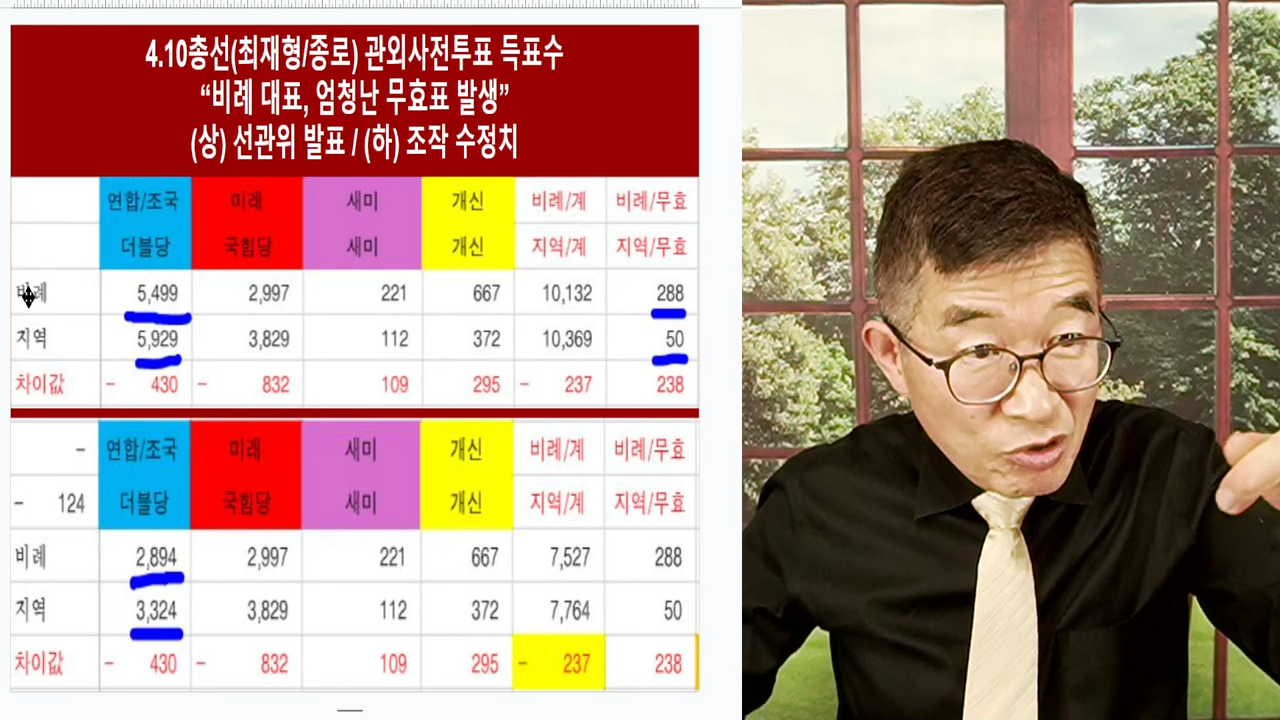 4.10총선(최재형/종로) 관외사전투표 득표수
“비례 대표, 엄청난 무효표 발생”
(상) 선관위 발표 / (하) 조작 수정치
연합/조국 미래 새미 개신 비례/계 비례/무효
더블당 국힘당 새미 개신 지역/계 지역/무효
비례 5,499 2,997 221 667 10,132 288
지역 5,929 3,829 112 372 10,369 50
차이값 - 430 - 832 109 295 - 237 238
- 연합/조국 미래 새미 개신 비례/계 비례/무효
- 124 더블당 국힘당 새미 개신 지역/계 지역/무효
비례 2,894 2,997 221 667 7,527 288
지역 3,324 3,829 112 372 7,764 50
차이값 - 430 - 832 109 295 - 237 238